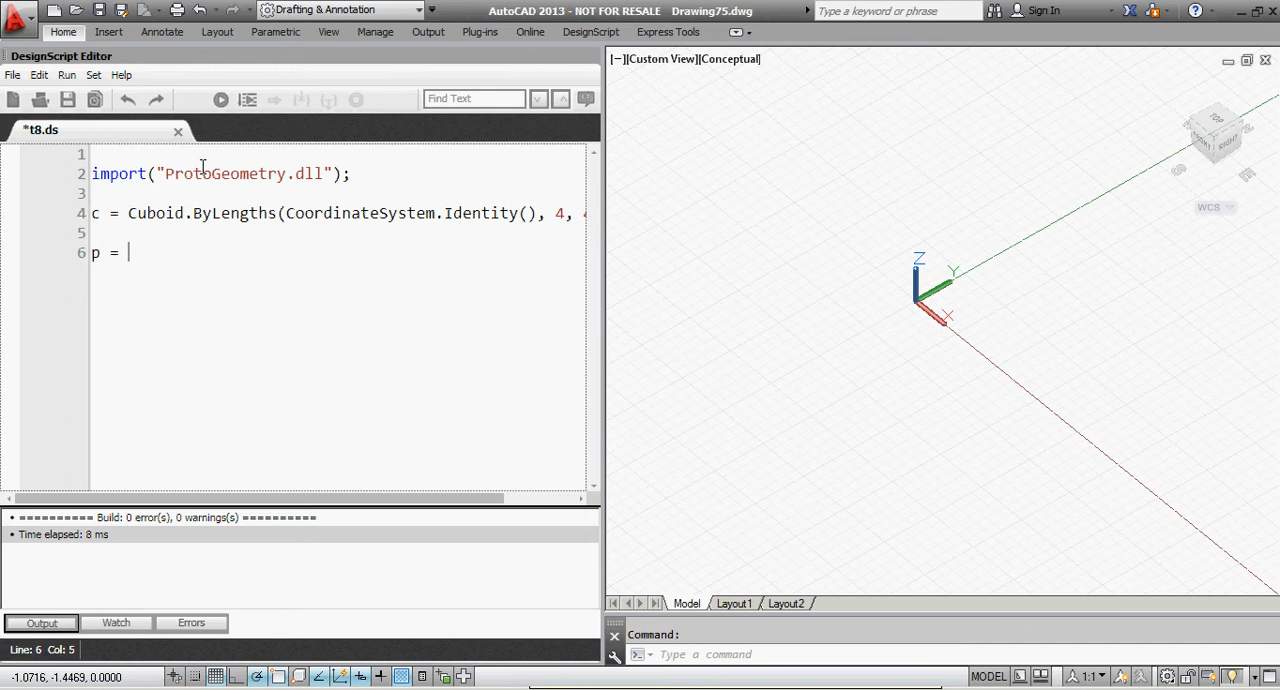 Drafting & Annotation
AutoCAD 2013 - NOT FOR RESALE Drawing75.dwg
Type a keyword or phrase
Sign In
Home Insert Annotate Layout Parametric View Manage Output Plug-ins Online DesignScript Express Tools
DesignScript Editor
File Edit Run Set Help
Find Text
*t8.ds
1
2 import("ProtoGeometry.dll");
3
4 c = Cuboid.ByLengths(CoordinateSystem.Identity(), 4,
5
6 p =
========== Build: 0 error(s), 0 warning(s) ==========
Time elapsed: 8 ms
Output Watch Errors
Line: 6 Col: 5
[−][Custom View][Conceptual]
TOP
FRONT
RIGHT
S
E
WCS
Z
Y
X
Model Layout1 Layout2
Command:
Type a command
-1.0716, -1.4469, 0.0000
MODEL
1:1